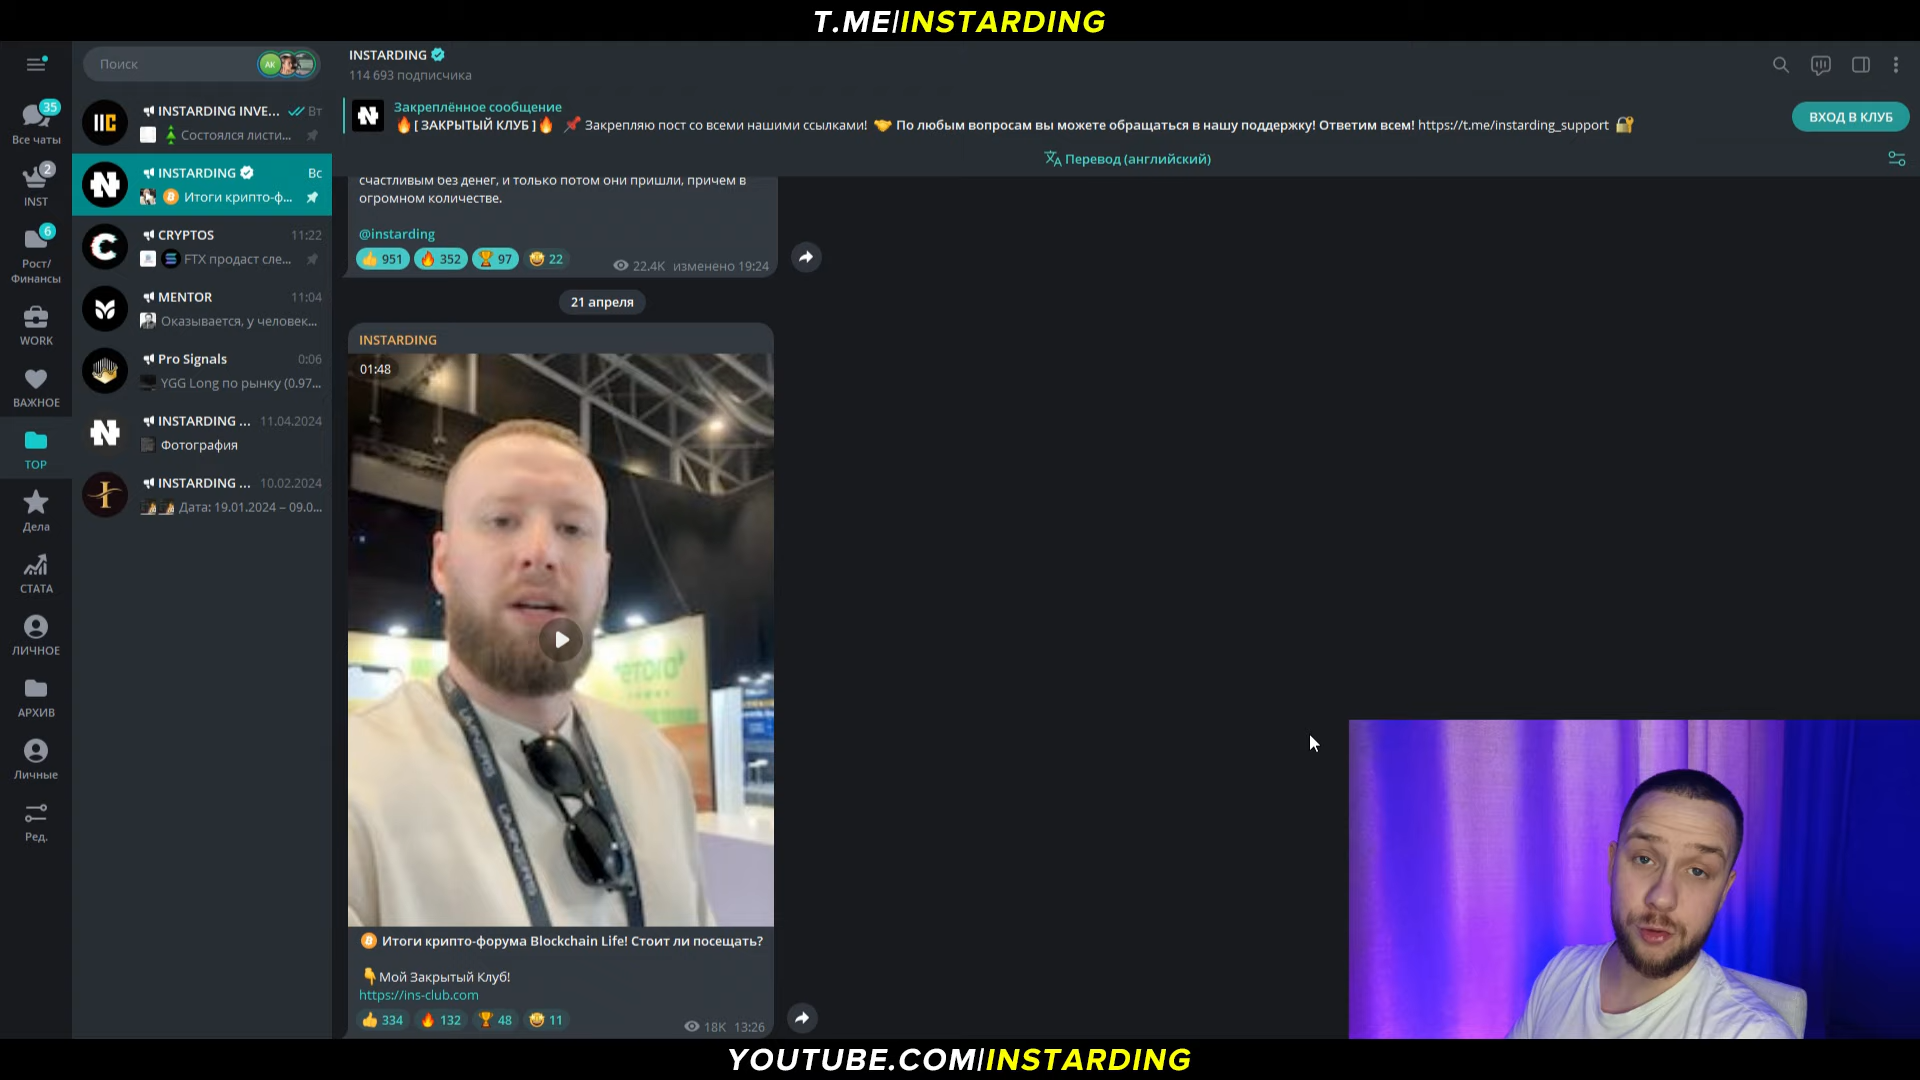 T.ME|INSTARDING
Поиск
AK
INSTARDING
114 693 подписчика
Закреплённое сообщение
🔥[ ЗАКРЫТЫЙ КЛУБ ]🔥 📌 Закрепляю пост со всеми нашими ссылками! 🤝 По любым вопросам вы можете обращаться в нашу поддержку! Ответим всем! https://t.me/instarding_support 🔐
ВХОД В КЛУБ
Перевод (английский)
35
Все чаты
2
INST
6
Рост/
Финансы
WORK
ВАЖНОЕ
TOP
Дела
СТАТА
ЛИЧНОЕ
АРХИВ
Личные
Ред.
INSTARDING INVE... Вт
Состоялся листи...
INSTARDING Вс
Итоги крипто-ф...
CRYPTOS 11:22
FTX продаст сле...
MENTOR 11:04
Оказывается, у человек...
Pro Signals 0:06
YGG Long по рынку (0.97...
INSTARDING ... 11.04.2024
Фотография
INSTARDING ... 10.02.2024
Дата: 19.01.2024 – 09.0...
счастливым без денег, и только потом они пришли, причем в
огромном количестве.
@instarding
👍 951 🔥 352 🏆 97 🤩 22 22.4K изменено 19:24
21 апреля
INSTARDING
01:48
UMINERS
UMINERS
Итоги крипто-форума Blockchain Life! Стоит ли посещать?
👇Мой Закрытый Клуб!
https://ins-club.com
👍 334 🔥 132 🏆 48 🤩 11 18K 13:26
YOUTUBE.COM|INSTARDING